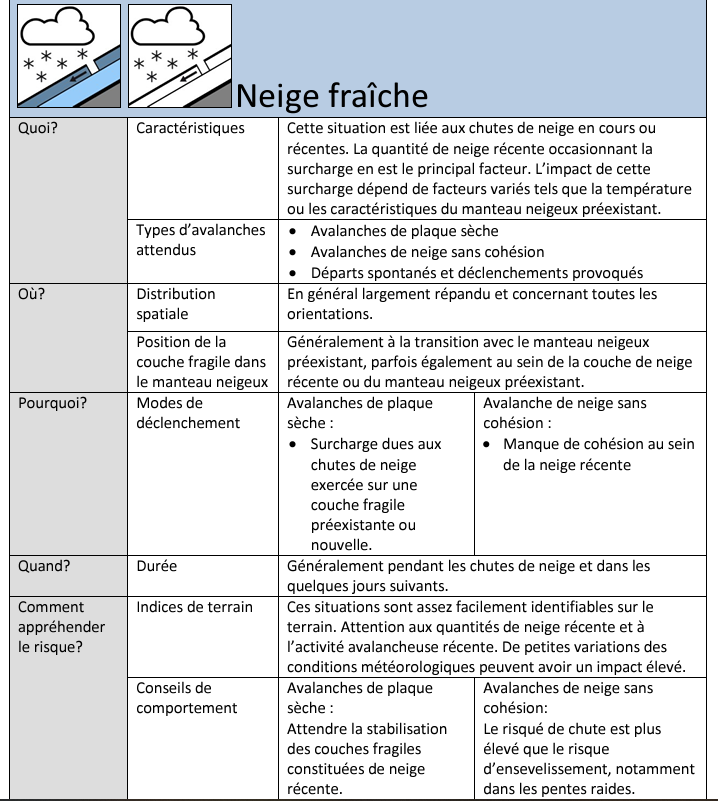 Neige fraîche
Quoi?
Caractéristiques
Cette situation est liée aux chutes de neige en cours ou
récentes. La quantité de neige récente occasionnant la
surcharge en est le principal facteur. L’impact de cette
surcharge dépend de facteurs variés tels que la température
ou les caractéristiques du manteau neigeux préexistant.
Types d’avalanches
attendus
• Avalanches de plaque sèche
• Avalanches de neige sans cohésion
• Départs spontanés et déclenchements provoqués
Où?
Distribution
spatiale
En général largement répandu et concernant toutes les
orientations.
Position de la
couche fragile dans
le manteau neigeux
Généralement à la transition avec le manteau neigeux
préexistant, parfois également au sein de la couche de neige
récente ou du manteau neigeux préexistant.
Pourquoi?
Modes de
déclenchement
Avalanches de plaque
sèche :
• Surcharge dues aux
chutes de neige
exercée sur une
couche fragile
préexistante ou
nouvelle.
Avalanche de neige sans
cohésion :
• Manque de cohésion au sein
de la neige récente
Quand?
Durée
Généralement pendant les chutes de neige et dans les
quelques jours suivants.
Comment
appréhender
le risque?
Indices de terrain
Ces situations sont assez facilement identifiables sur le
terrain. Attention aux quantités de neige récente et à
l’activité avalancheuse récente. De petites variations des
conditions météorologiques peuvent avoir un impact élevé.
Conseils de
comportement
Avalanches de plaque
sèche :
Attendre la stabilisation
des couches fragiles
constituées de neige
récente.
Avalanches de neige sans
cohésion:
Le risqué de chute est plus
élevé que le risque
d’ensevelissement, notamment
dans les pentes raides.